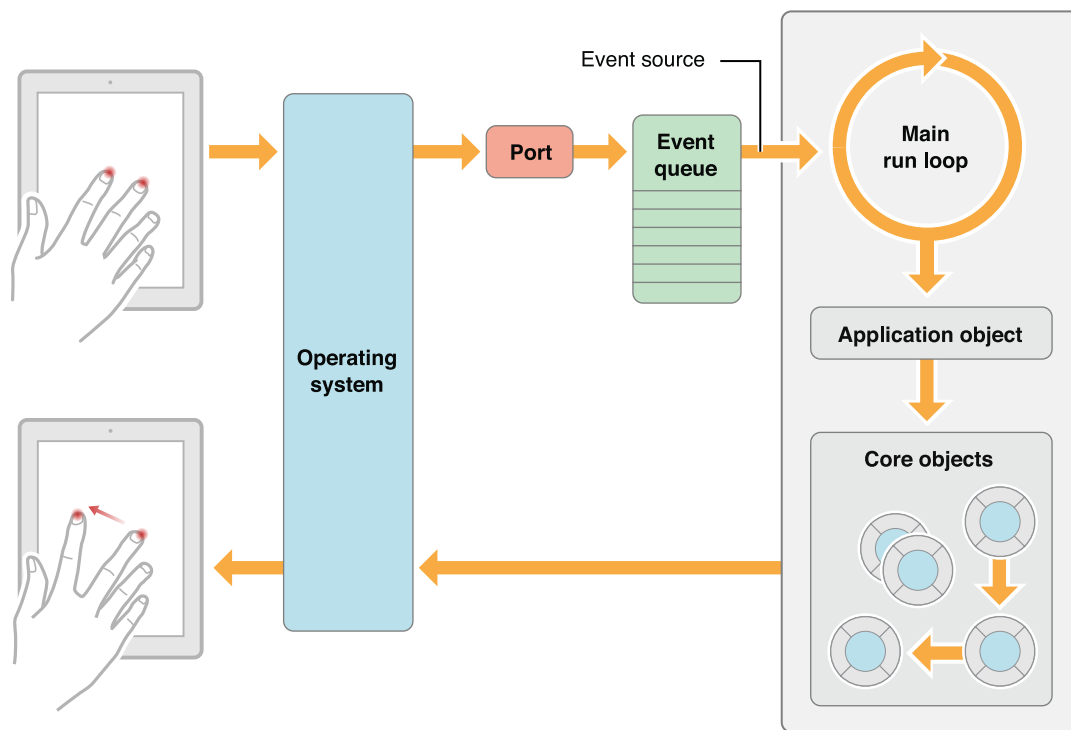 Event source
Port
Event
queue
Main
run loop
Application object
Operating
system
Core objects